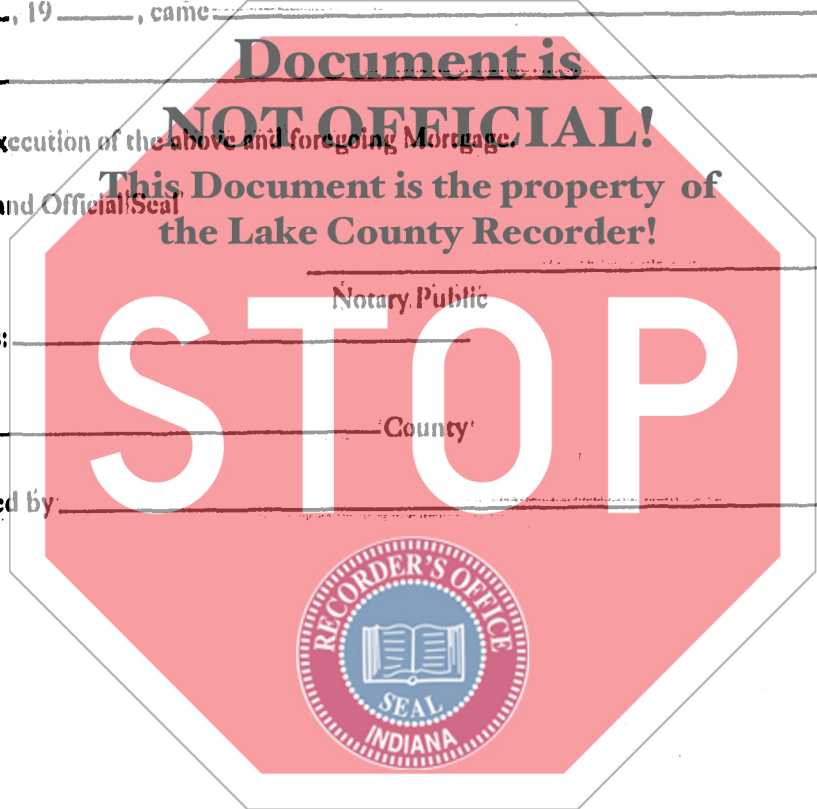 , 19 ____, came
Document is
NOT OFFICIAL!
xecution of the above and foregoing Mortgage.
This Document is the property of
nd Official Seal
the Lake County Recorder!
Notary Public
STOP
County
ed by
RECORDER'S OFFICE
SEAL
INDIANA